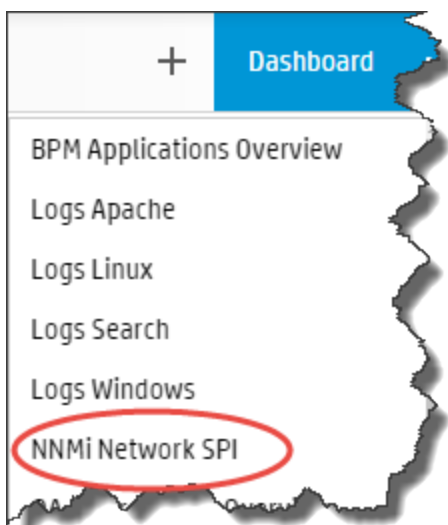 + Dashboard
BPM Applications Overview
Logs Apache
Logs Linux
Logs Search
Logs Windows
NNMi Network SPI